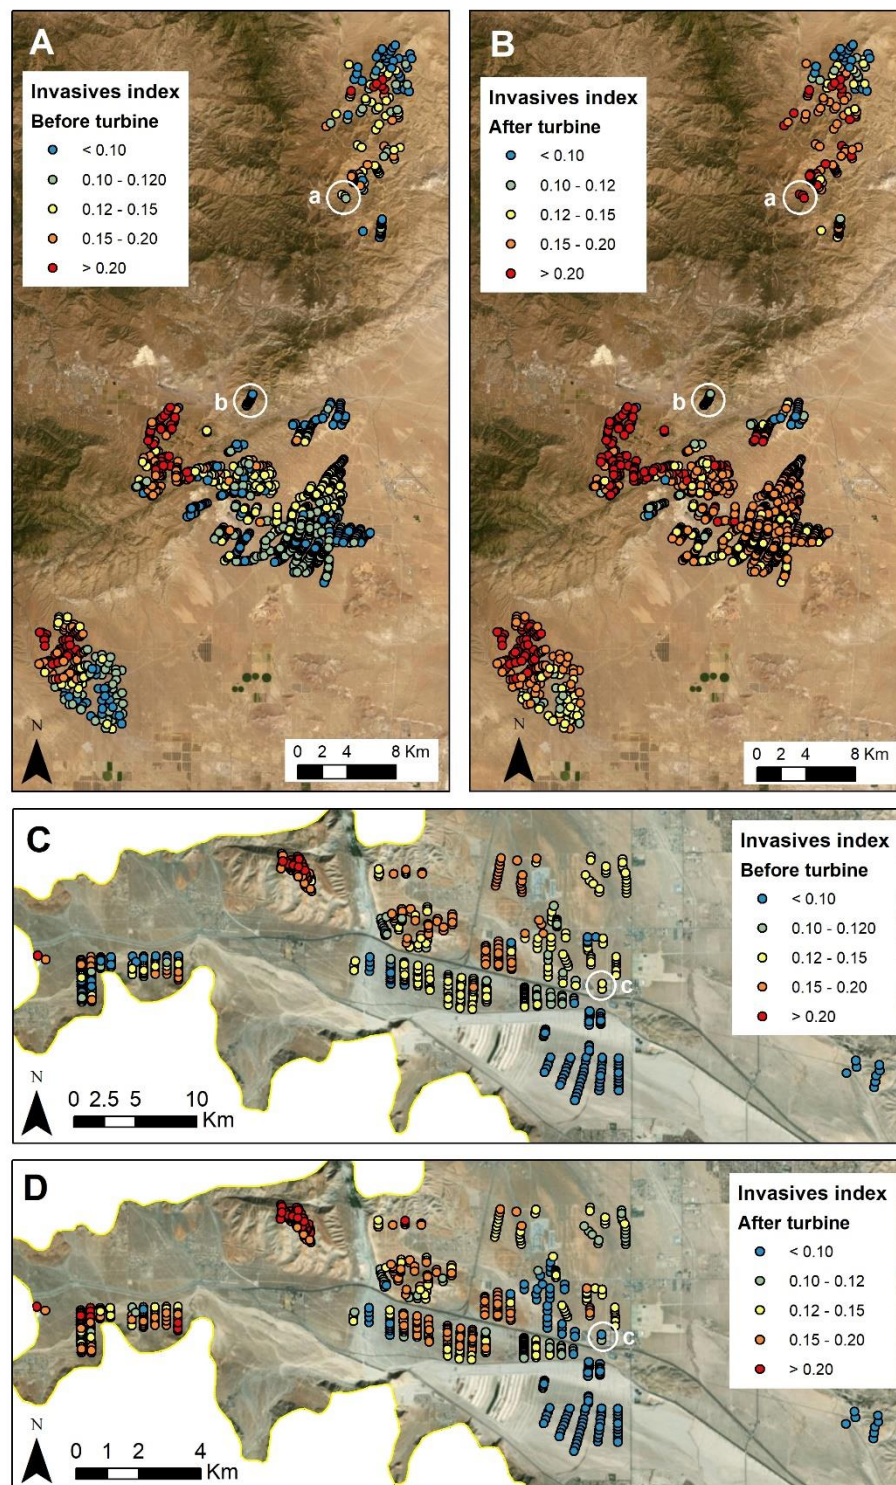 A
Invasives index
Before turbine
< 0.10
0.10 - 0.120
0.12 - 0.15
0.15 - 0.20
> 0.20
a
b
N
0 2 4 8 Km
B
Invasives index
After turbine
< 0.10
0.10 - 0.12
0.12 - 0.15
0.15 - 0.20
> 0.20
a
b
N
0 2 4 8 Km
C
Invasives index
Before turbine
< 0.10
0.10 - 0.120
0.12 - 0.15
0.15 - 0.20
> 0.20
c
N
0 2.5 5 10
Km
D
Invasives index
After turbine
< 0.10
0.10 - 0.12
0.12 - 0.15
0.15 - 0.20
> 0.20
c
N
0 1 2 4
Km